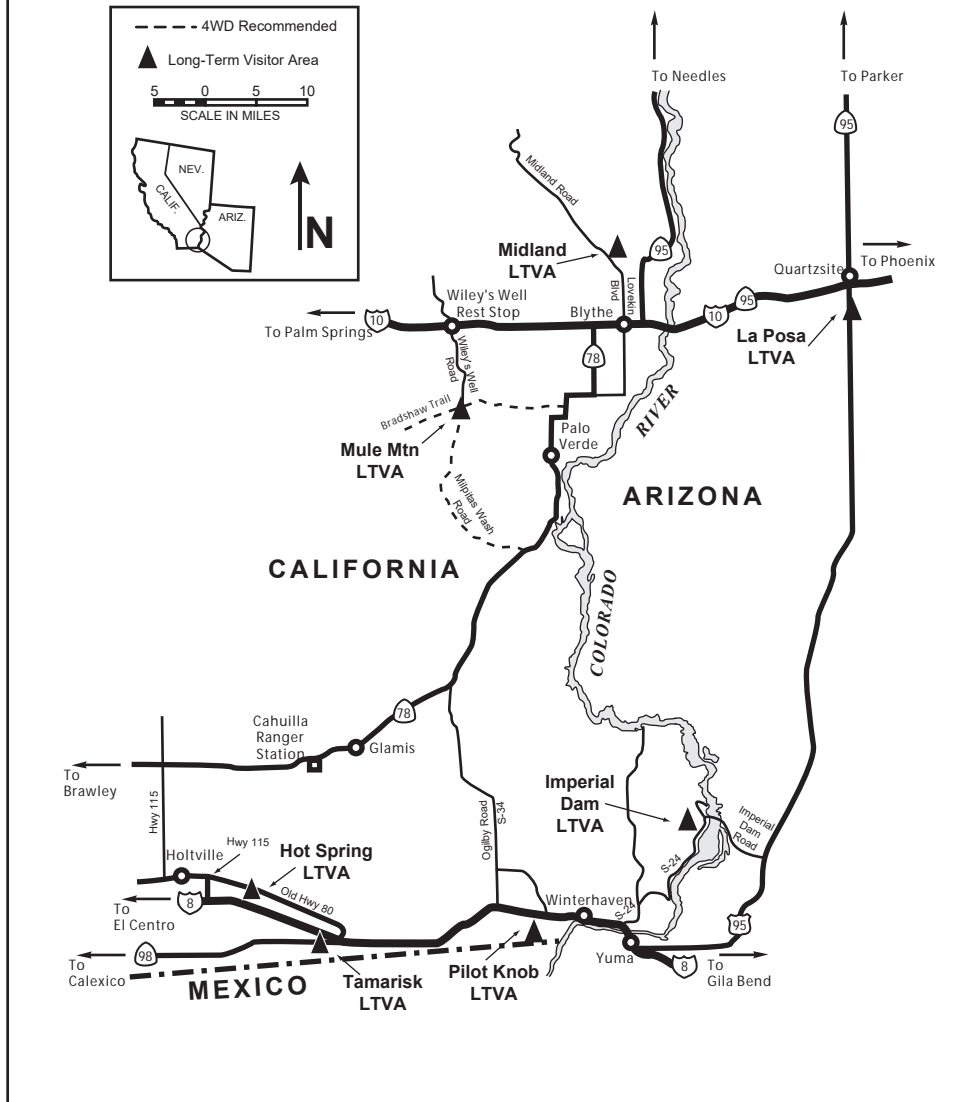 4WD Recommended
Long-Term Visitor Area
5 0 5 10
SCALE IN MILES
NEV.
CALIF.
ARIZ.
N
To Needles
To Parker
95
Midland Road
Midland
LTVA
95
Blvd
Lovekin
Quartzsite
To Phoenix
Wiley's Well
Rest Stop
Blythe
10
To Palm Springs
10
95
La Posa
LTVA
78
Wiley's Well
Road
Bradshaw Trail
Mule Mtn
LTVA
Palo
Verde
RIVER
Milpitas Wash
Road
ARIZONA
CALIFORNIA
COLORADO
78
Cahuilla
Ranger
Station
Glamis
To
Brawley
Hwy 115
Ogilby Road
S-34
Imperial
Dam
LTVA
Imperial
Dam
Road
S-24
Holtville
Hwy 115
Hot Spring
LTVA
Old Hwy 80
8
To
El Centro
Winterhaven
S-24
95
98
To
Calexico
MEXICO
Tamarisk
LTVA
Pilot Knob
LTVA
Yuma
8
To
Gila Bend